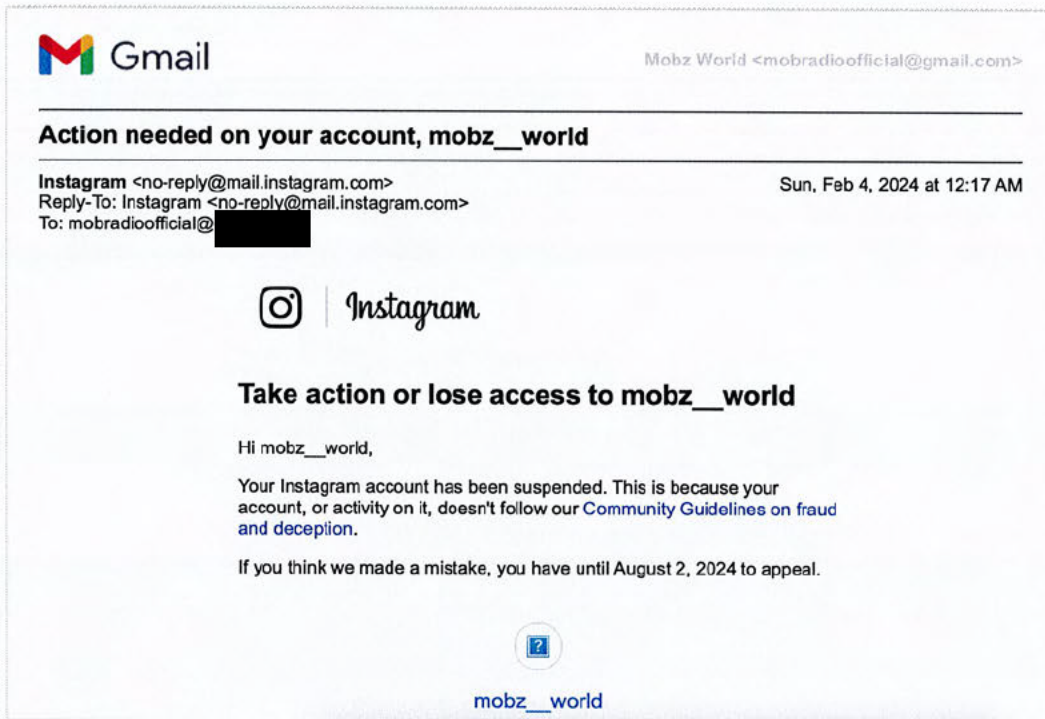 Gmail
Mobz World <mobradioofficial@gmail.com>
Action needed on your account, mobz__world
Instagram <no-reply@mail.instagram.com>
Sun, Feb 4, 2024 at 12:17 AM
Reply-To: Instagram <no-reply@mail.instagram.com>
To: mobradioofficial@
Instagram
Take action or lose access to mobz__world
Hi mobz__world,
Your Instagram account has been suspended. This is because your
account, or activity on it, doesn't follow our Community Guidelines on fraud
and deception.
If you think we made a mistake, you have until August 2, 2024 to appeal.
?
mobz__world